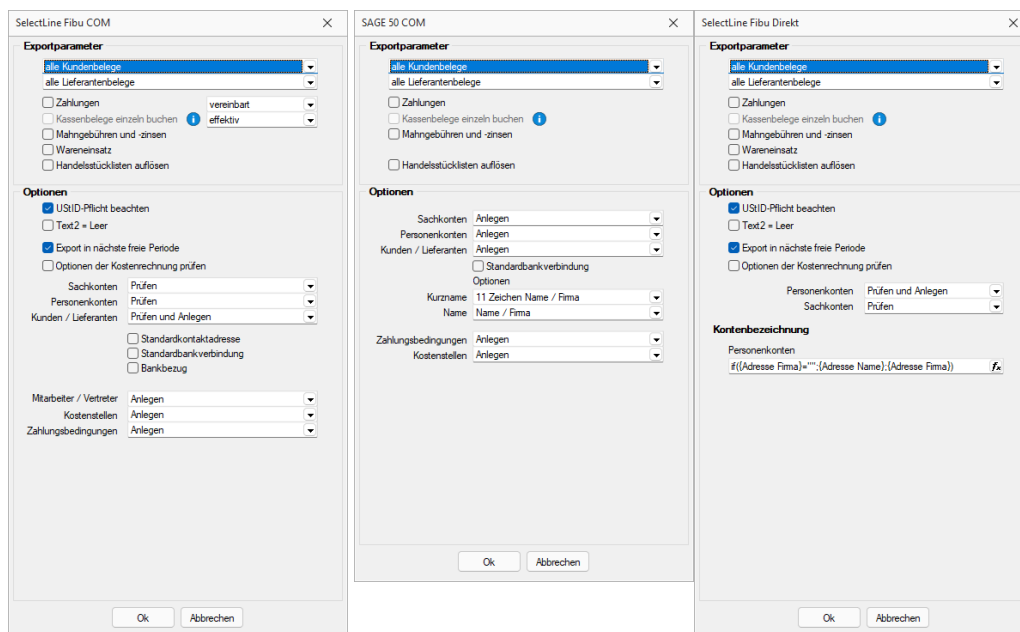 SelectLine Fibu COM
Exportparameter
alle Kundenbelege
alle Lieferantenbelege
Zahlungen
vereinbart
Kassenbelege einzeln buchen
effektiv
Mahngebühren und -zinsen
Wareneinsatz
Handelsstücklisten auflösen
Optionen
UStID-Pflicht beachten
Text2 = Leer
Export in nächste freie Periode
Optionen der Kostenrechnung prüfen
Sachkonten Prüfen
Personenkonten Prüfen
Kunden / Lieferanten Prüfen und Anlegen
Standardkontaktadresse
Standardbankverbindung
Bankbezug
Mitarbeiter / Vertreter Anlegen
Kostenstellen Anlegen
Zahlungsbedingungen Anlegen
Ok Abbrechen
SAGE 50 COM
Exportparameter
alle Kundenbelege
alle Lieferantenbelege
Zahlungen
Kassenbelege einzeln buchen
Mahngebühren und -zinsen
Handelsstücklisten auflösen
Optionen
Sachkonten Anlegen
Personenkonten Anlegen
Kunden / Lieferanten Anlegen
Standardbankverbindung
Optionen
Kurzname 11 Zeichen Name / Firma
Name Name / Firma
Zahlungsbedingungen Anlegen
Kostenstellen Anlegen
Ok Abbrechen
SelectLine Fibu Direkt
Exportparameter
alle Kundenbelege
alle Lieferantenbelege
Zahlungen
Kassenbelege einzeln buchen
Mahngebühren und -zinsen
Wareneinsatz
Handelsstücklisten auflösen
Optionen
UStID-Pflicht beachten
Text2 = Leer
Export in nächste freie Periode
Optionen der Kostenrechnung prüfen
Personenkonten Prüfen und Anlegen
Sachkonten Prüfen
Kontenbezeichnung
Personenkonten
if({Adresse Firma}="";{Adresse Name};{Adresse Firma}) fx
Ok Abbrechen